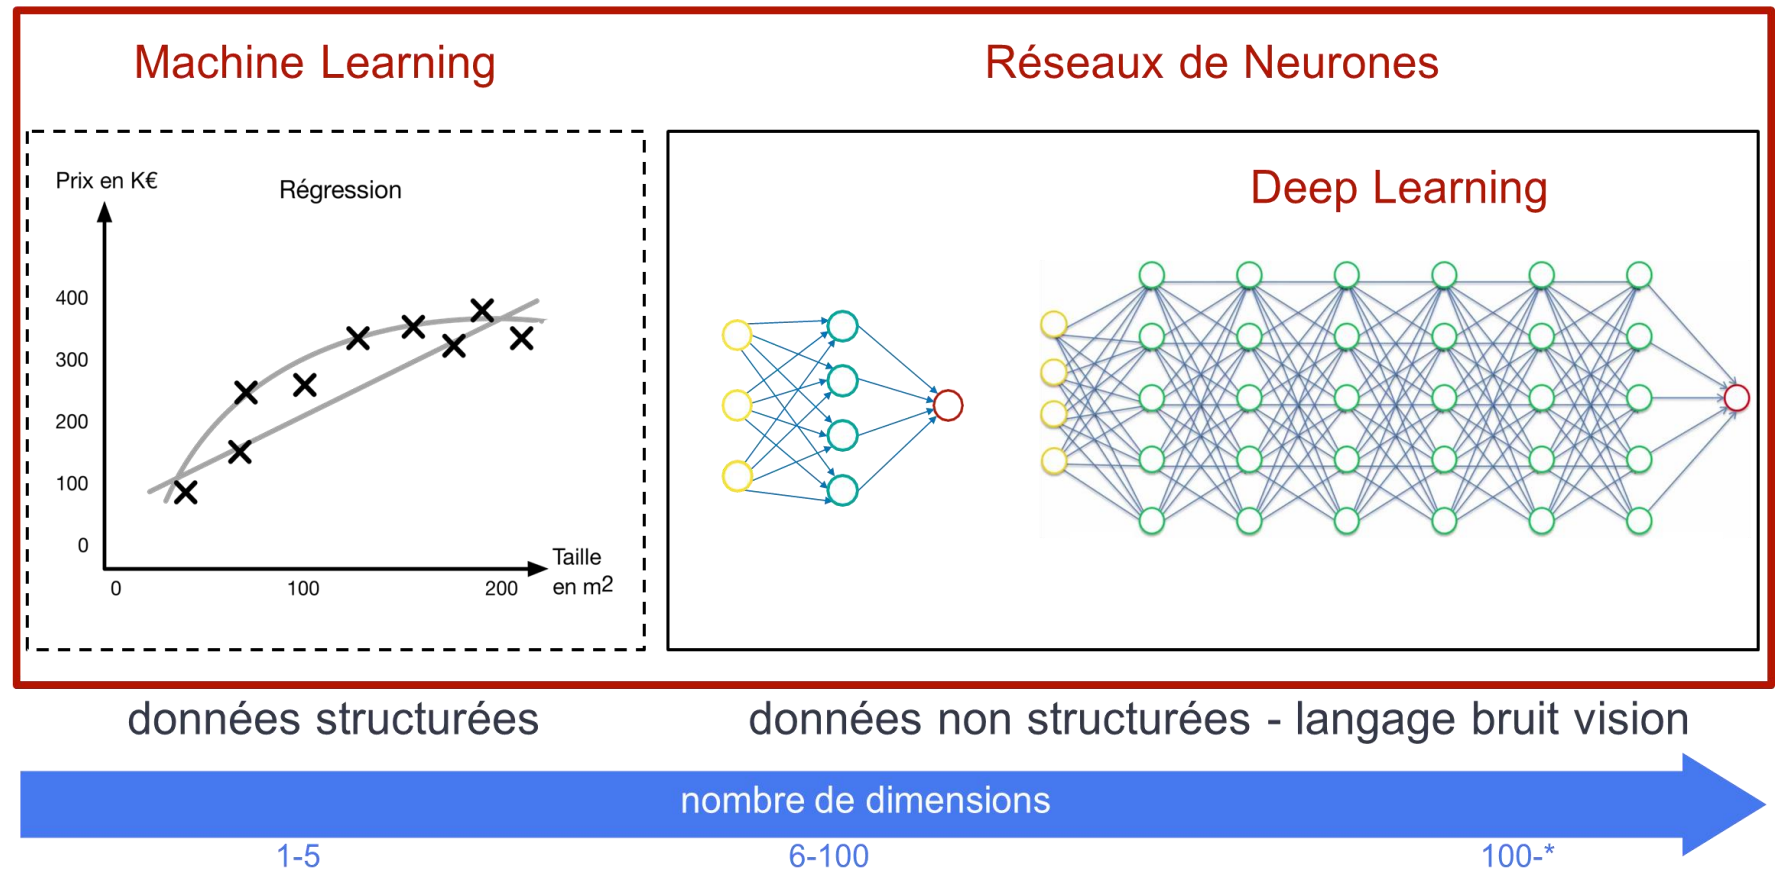 Machine Learning
Réseaux de Neurones
Prix en K€
Régression
400
300
200
100
0
0
100
200
Taille
en m2
Deep Learning
données structurées
données non structurées - langage bruit vision
nombre de dimensions
1-5
6-100
100-*